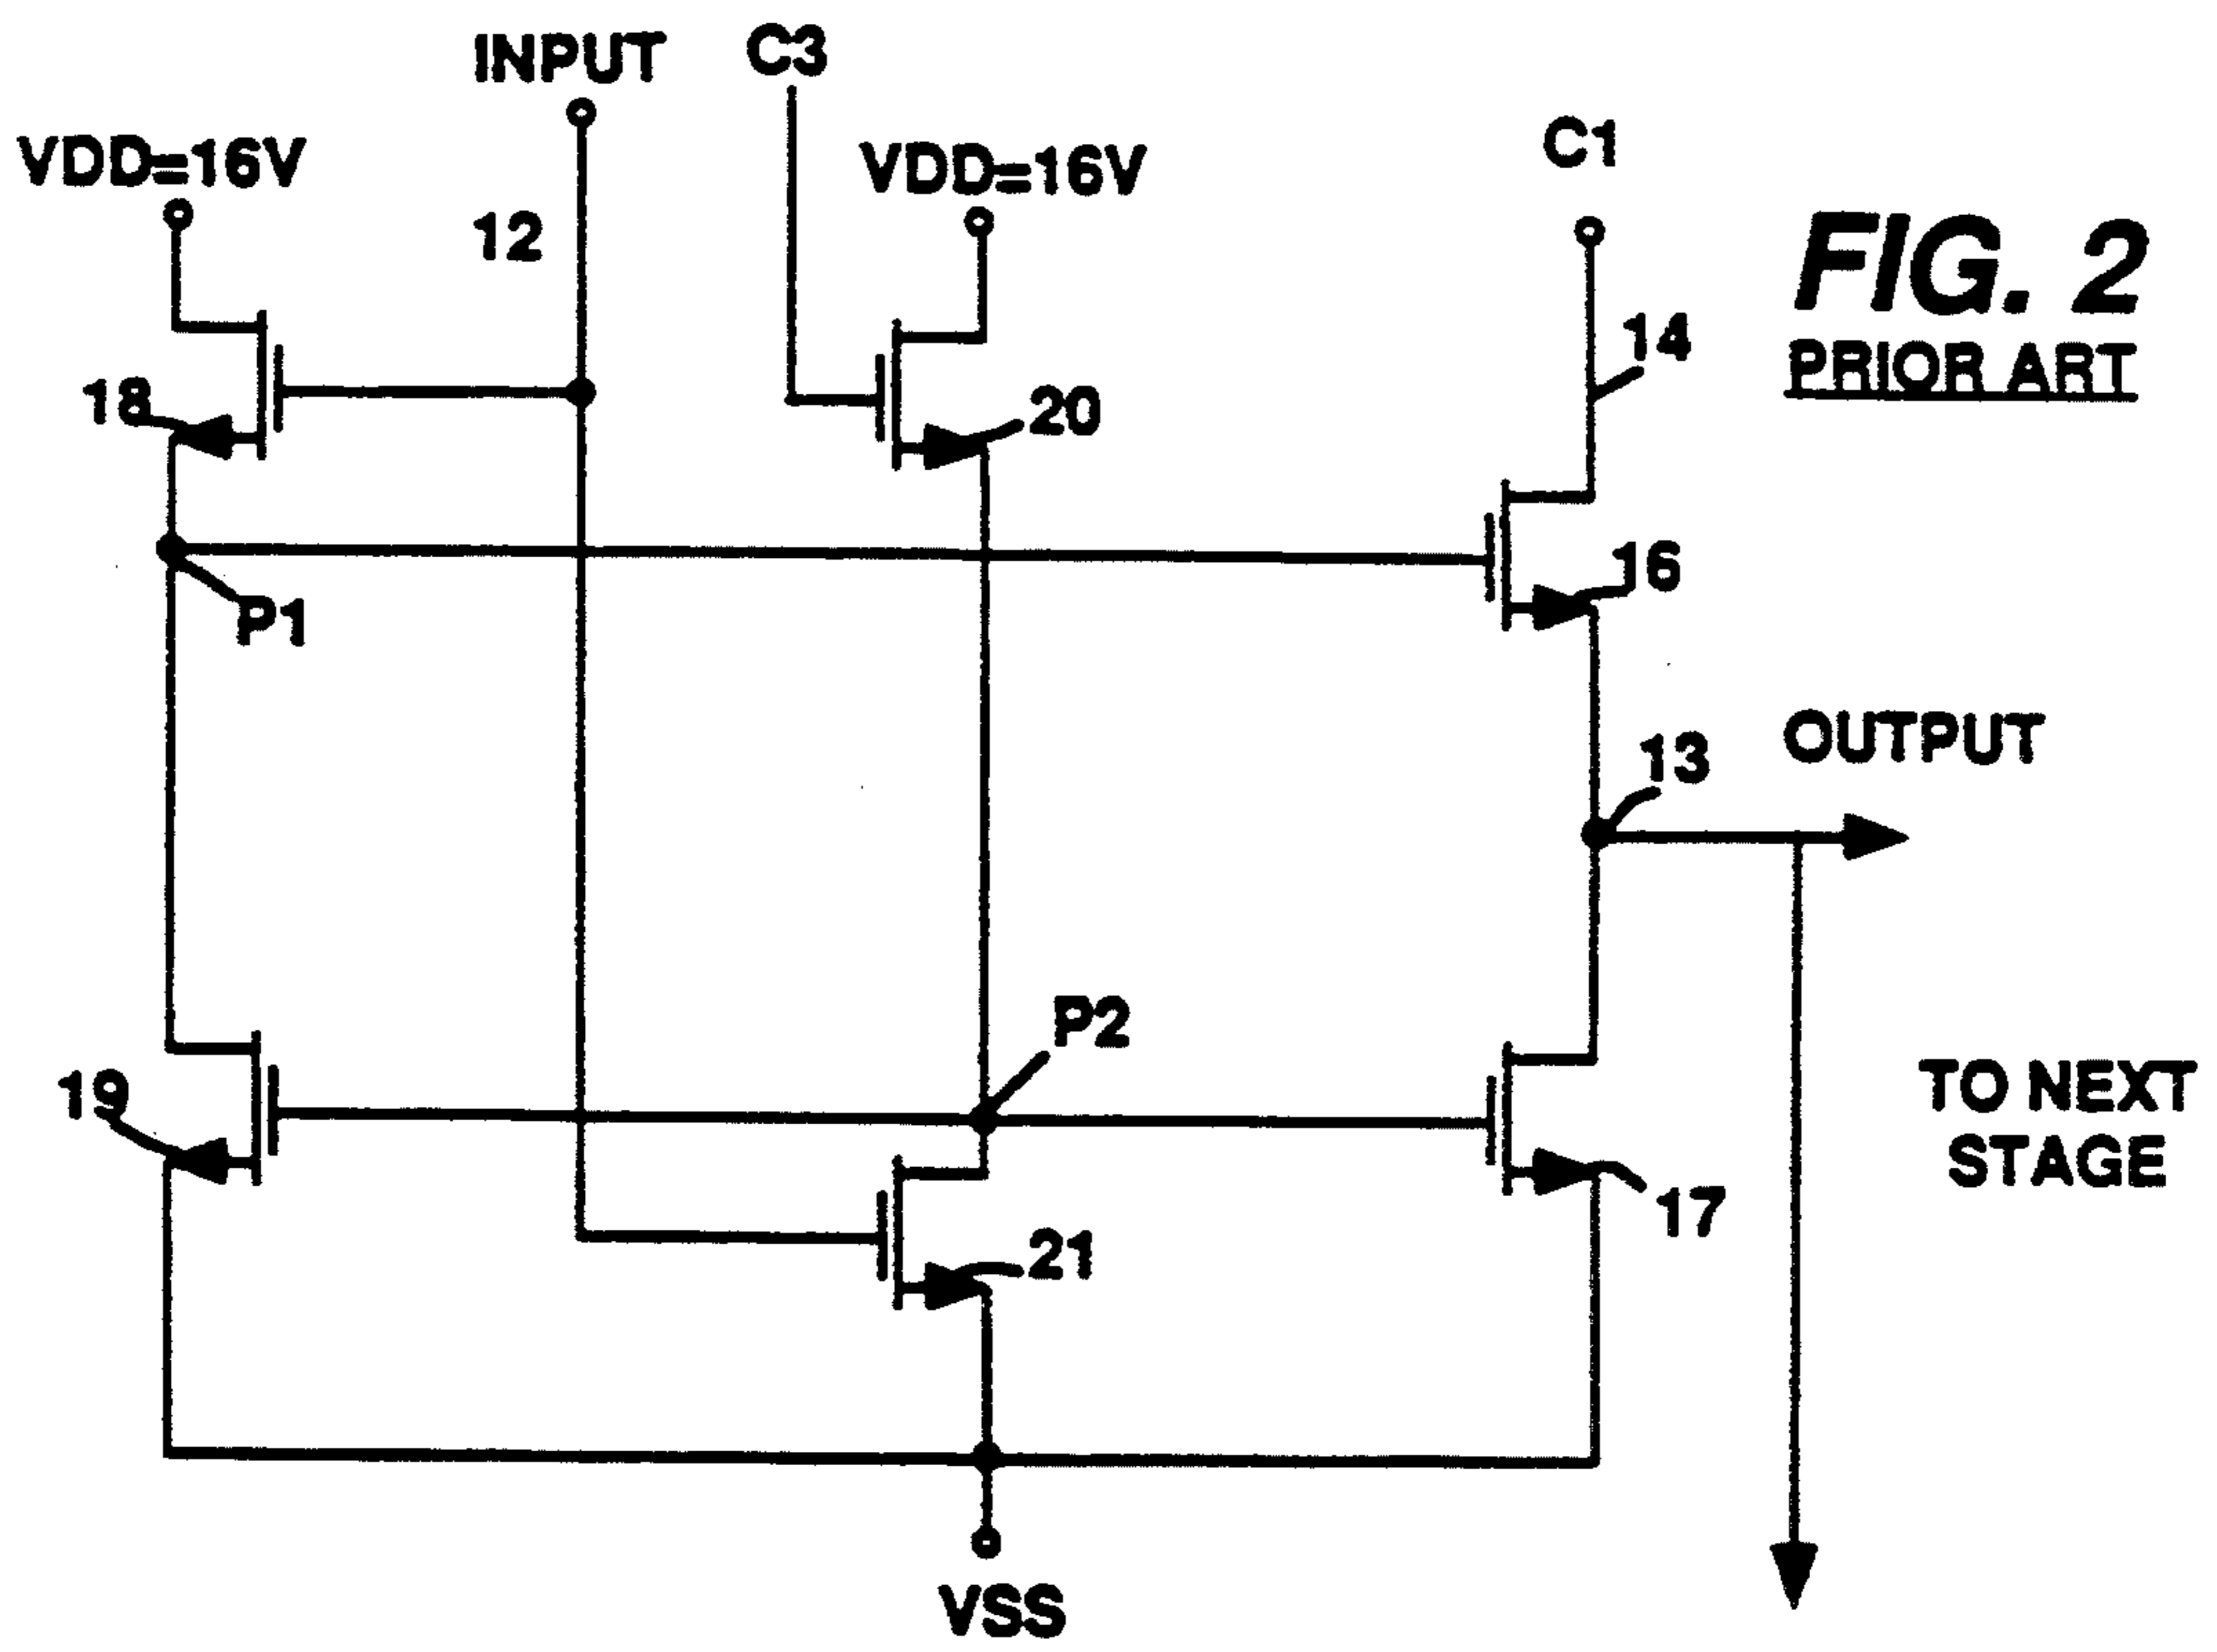 INPUT
C3
VDD=16V
12
VDD=16V
C1
FIG. 2
PRIOR ART
14
18
20
16
P1
13
OUTPUT
P2
19
TO NEXT
STAGE
17
21
VSS